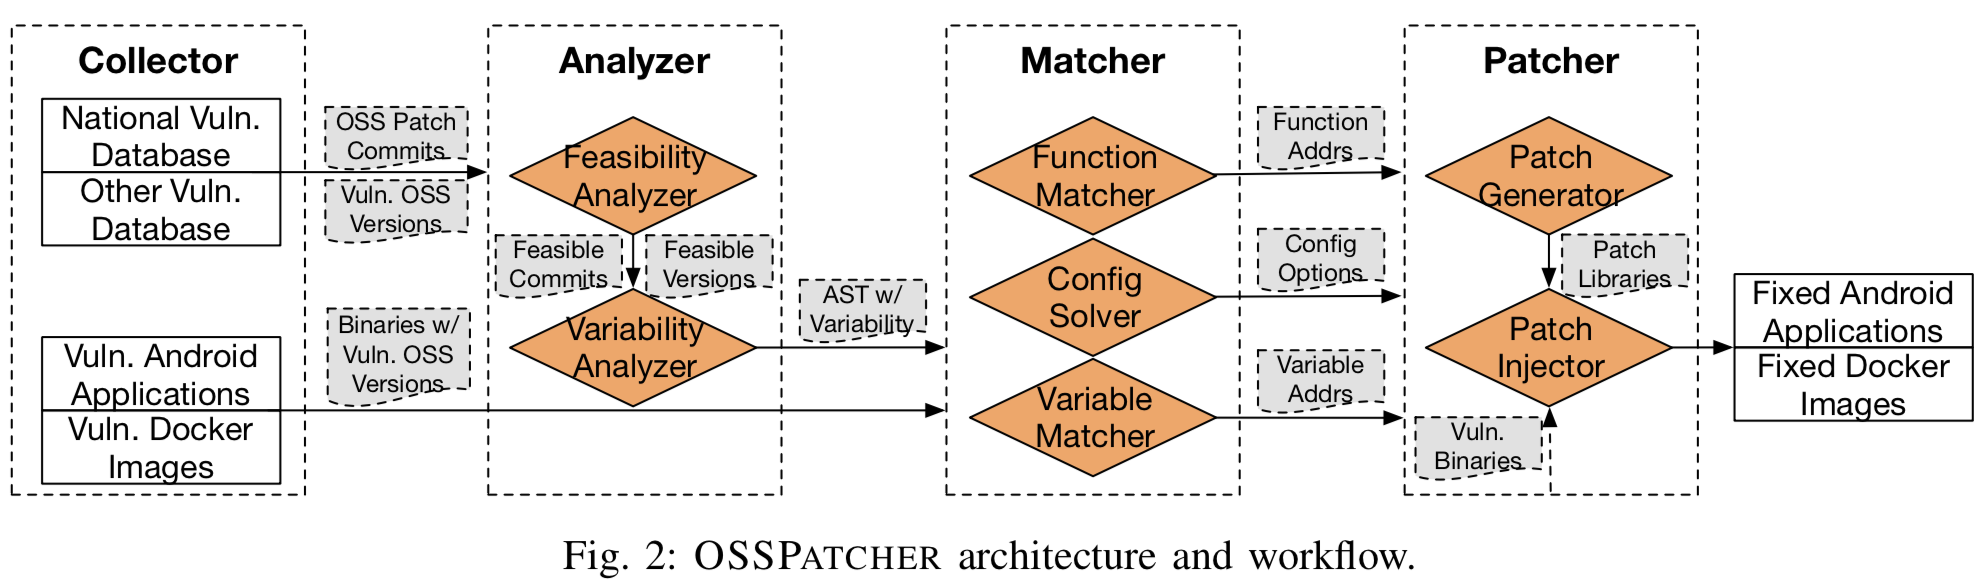 Collector
National Vuln.
Database
Other Vuln.
Database
Vuln. Android
Applications
Vuln. Docker
Images
OSS Patch
Commits
Vuln. OSS
Versions
Binaries w/
Vuln. OSS
Versions
Analyzer
Feasibility
Analyzer
Feasible
Commits
Feasible
Versions
Variability
Analyzer
AST w/
Variability
Matcher
Function
Matcher
Config
Solver
Variable
Matcher
Function
Addrs
Config
Options
Variable
Addrs
Patcher
Patch
Generator
Patch
Libraries
Patch
Injector
Vuln.
Binaries
Fixed Android
Applications
Fixed Docker
Images
Fig. 2: OSSPATCHER architecture and workflow.